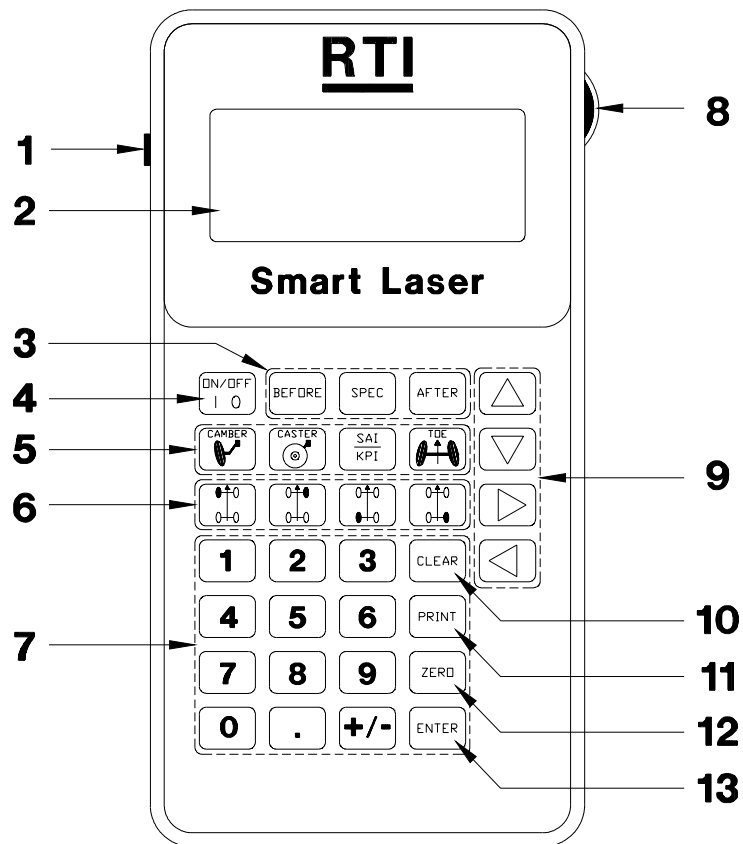 RTI
8
1
2
Smart Laser
3
ON/OFF
I O
BEFORE SPEC AFTER
4
CAMBER CASTER SAI
KPI
TOE
5
9
6
1 2 3 CLEAR
10
4 5 6 PRINT
7
11
7 8 9 ZERO
12
0 . +/- ENTER
13